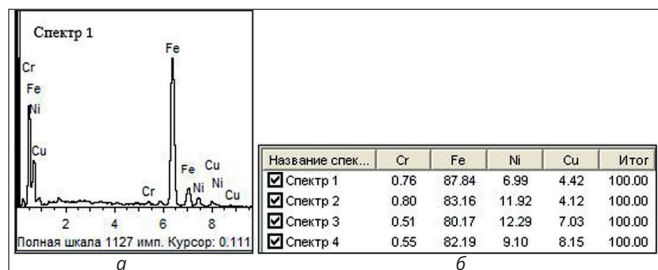 Спектр 1
Cr
Fe
Ni
Cu
Fe
Cr
Fe
Ni
Cu
Ni
Cu
2 4 6 8
Полная шкала 1127 имп. Курсор: 0.111
а
Название спек... Cr Fe Ni Cu Итог
Спектр 1 0.76 87.84 6.99 4.42 100.00
Спектр 2 0.80 83.16 11.92 4.12 100.00
Спектр 3 0.51 80.17 12.29 7.03 100.00
Спектр 4 0.55 82.19 9.10 8.15 100.00
б